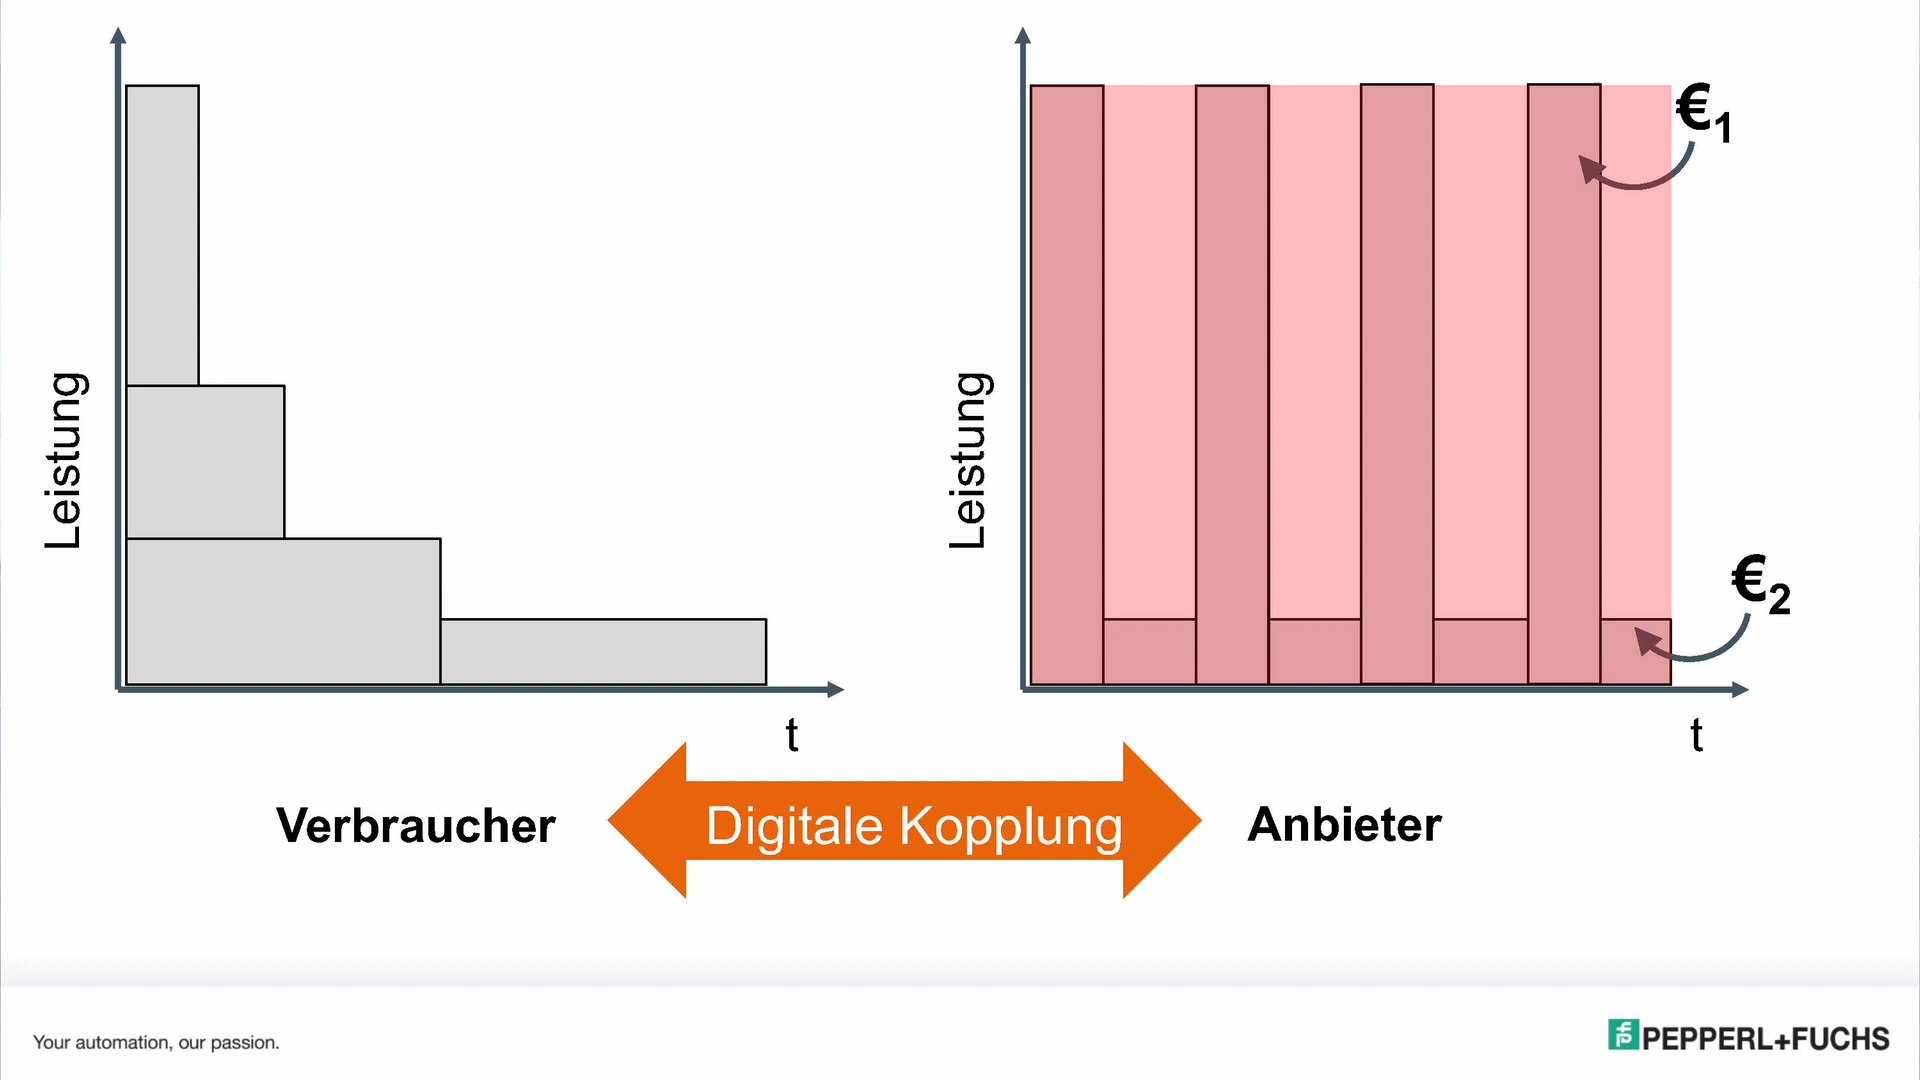 Leistung
t
Leistung
€1
€2
t
Verbraucher
Digitale Kopplung
Anbieter
Your automation, our passion.
PEPPERL+FUCHS